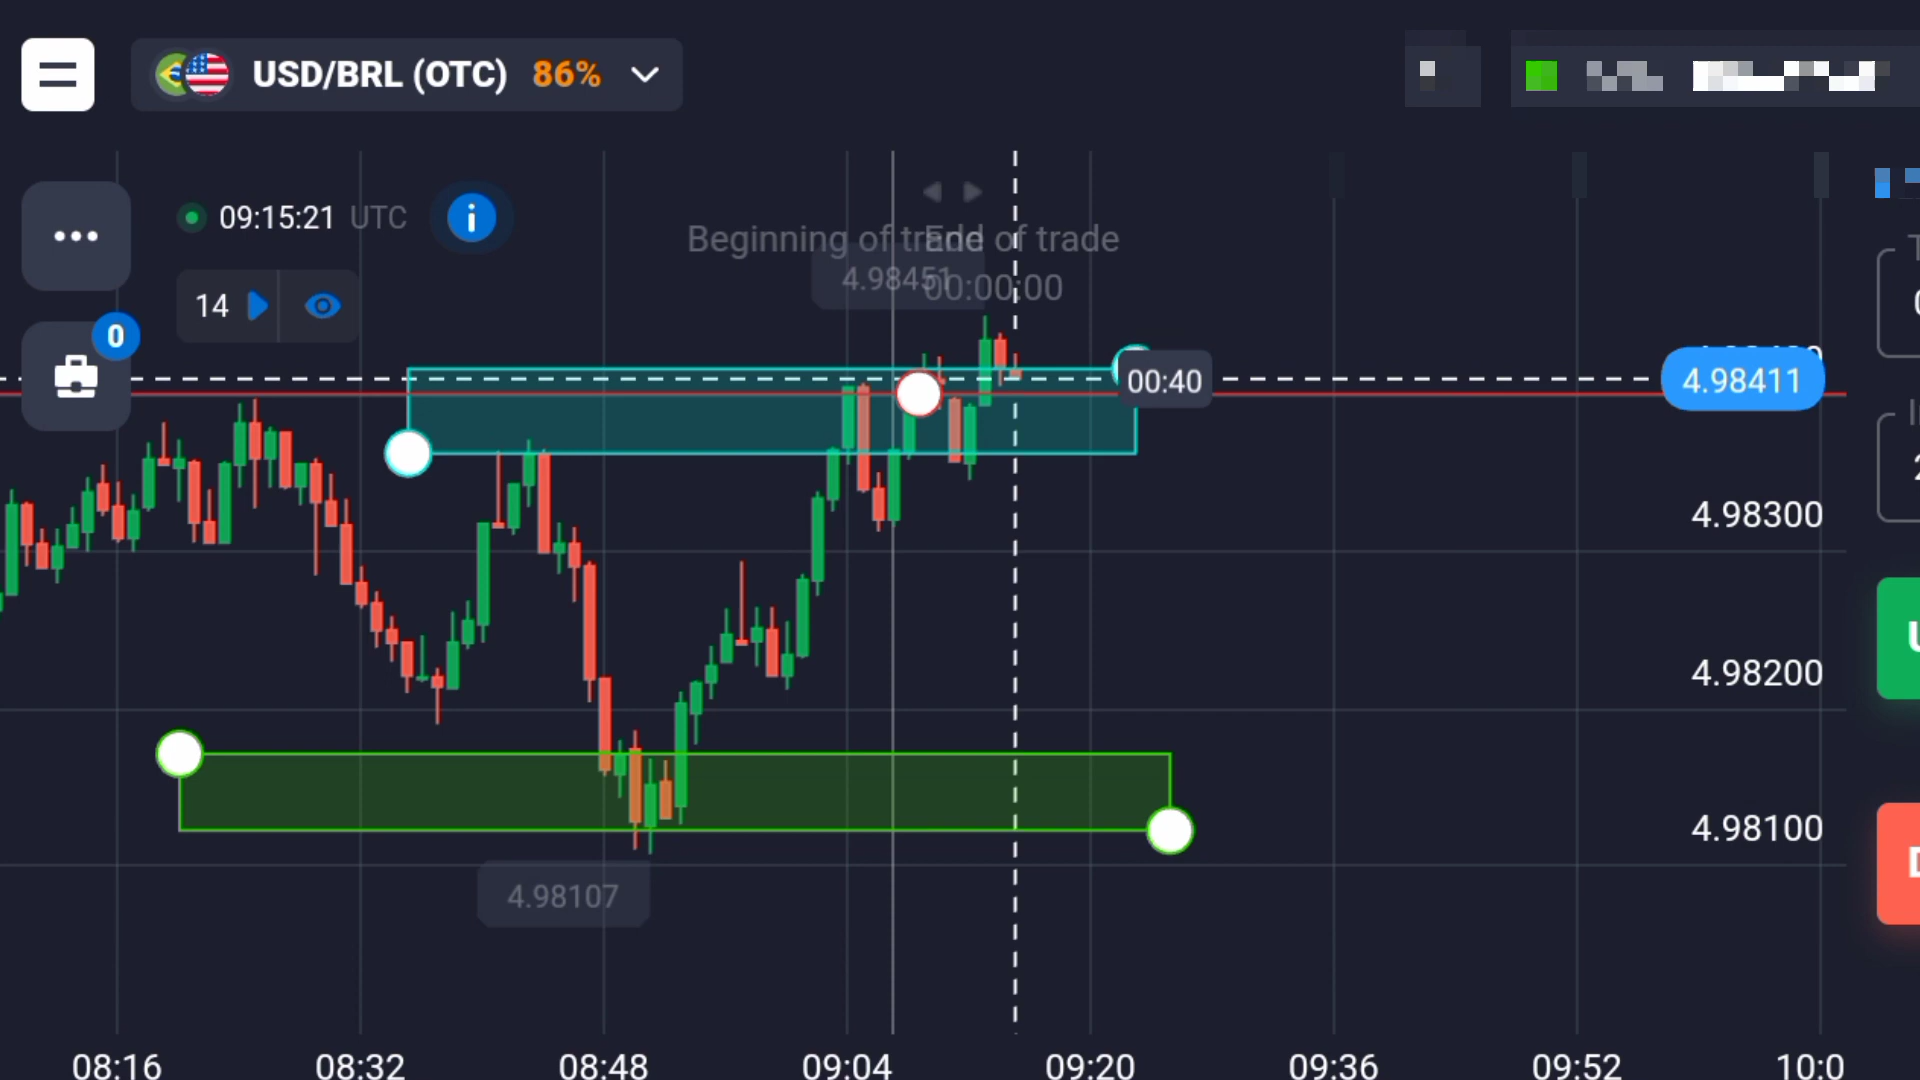 USD/BRL (OTC) 86%
09:15:21 UTC
14
0
Beginning of trade
End of trade
4.98451
00:00:00
00:40
4.98411
4.98300
4.98200
4.98100
4.98107
08:16 08:32 08:48 09:04 09:20 09:36 09:52 10:0